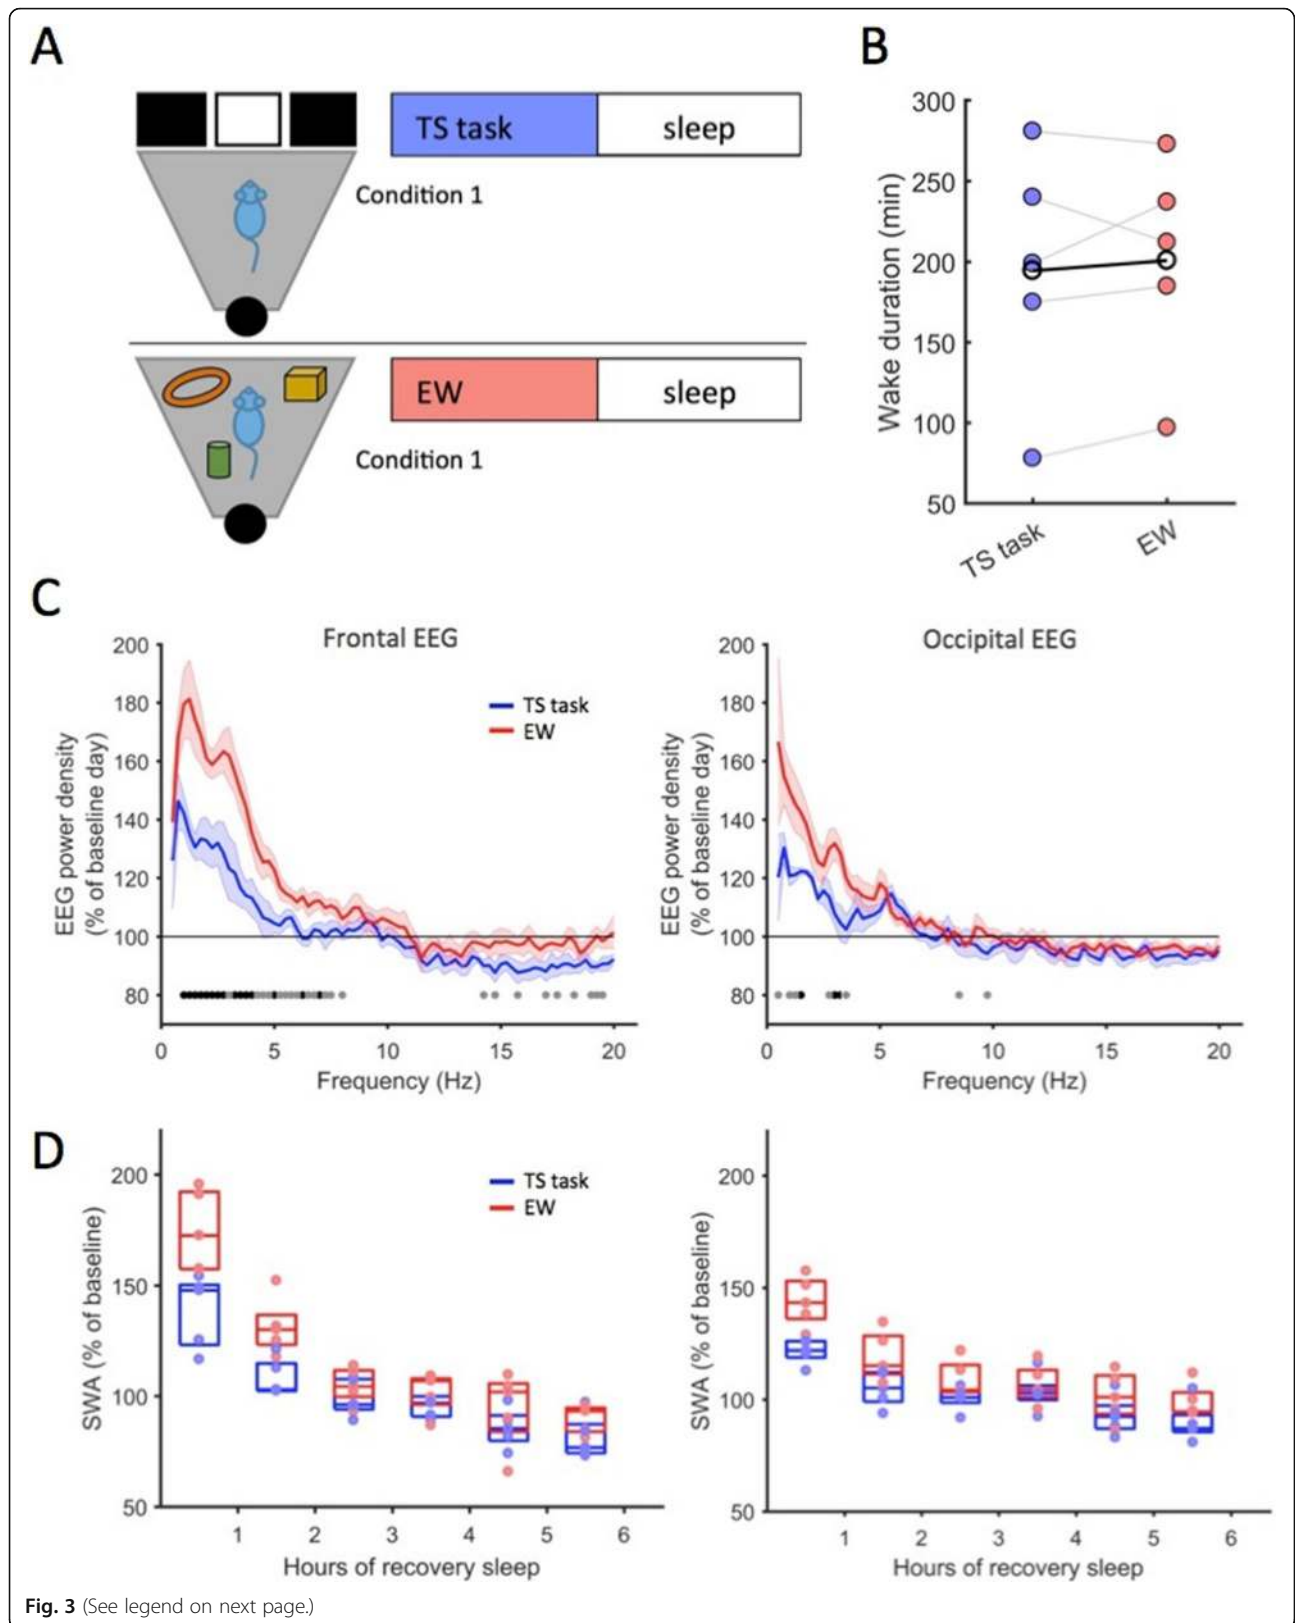 A
TS task
sleep
Condition 1
EW
sleep
Condition 1
B
300
250
200
150
100
50
Wake duration (min)
TS task
EW
C
Frontal EEG
200
180
160
140
120
100
80
EEG power density
(% of baseline day)
TS task
EW
0
5
10
15
20
Frequency (Hz)
Occipital EEG
200
180
160
140
120
100
80
EEG power density
(% of baseline day)
0
5
10
15
20
Frequency (Hz)
D
200
150
100
50
SWA (% of baseline)
TS task
EW
1
2
3
4
5
6
Hours of recovery sleep
200
150
100
50
SWA (% of baseline)
1
2
3
4
5
6
Hours of recovery sleep
Fig. 3 (See legend on next page.)